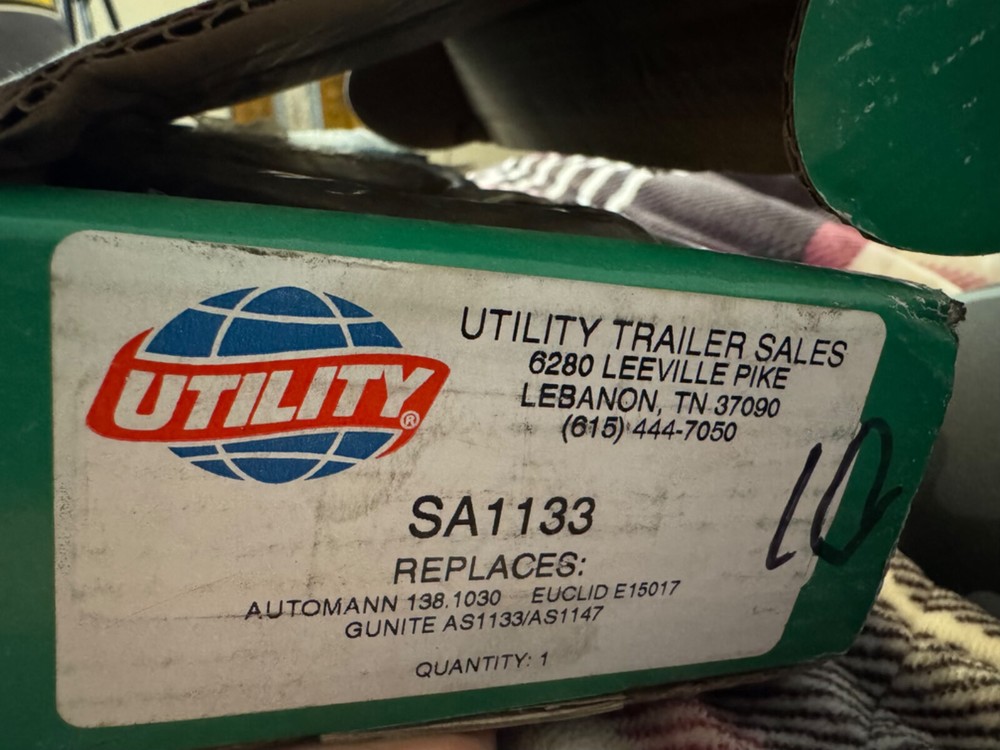 UTILITY®
UTILITY TRAILER SALES
6280 LEEVILLE PIKE
LEBANON, TN 37090
(615) 444-7050
10
SA1133
REPLACES:
AUTOMANN 138.1030 EUCLID E15017
GUNITE AS1133/AS1147
QUANTITY: 1